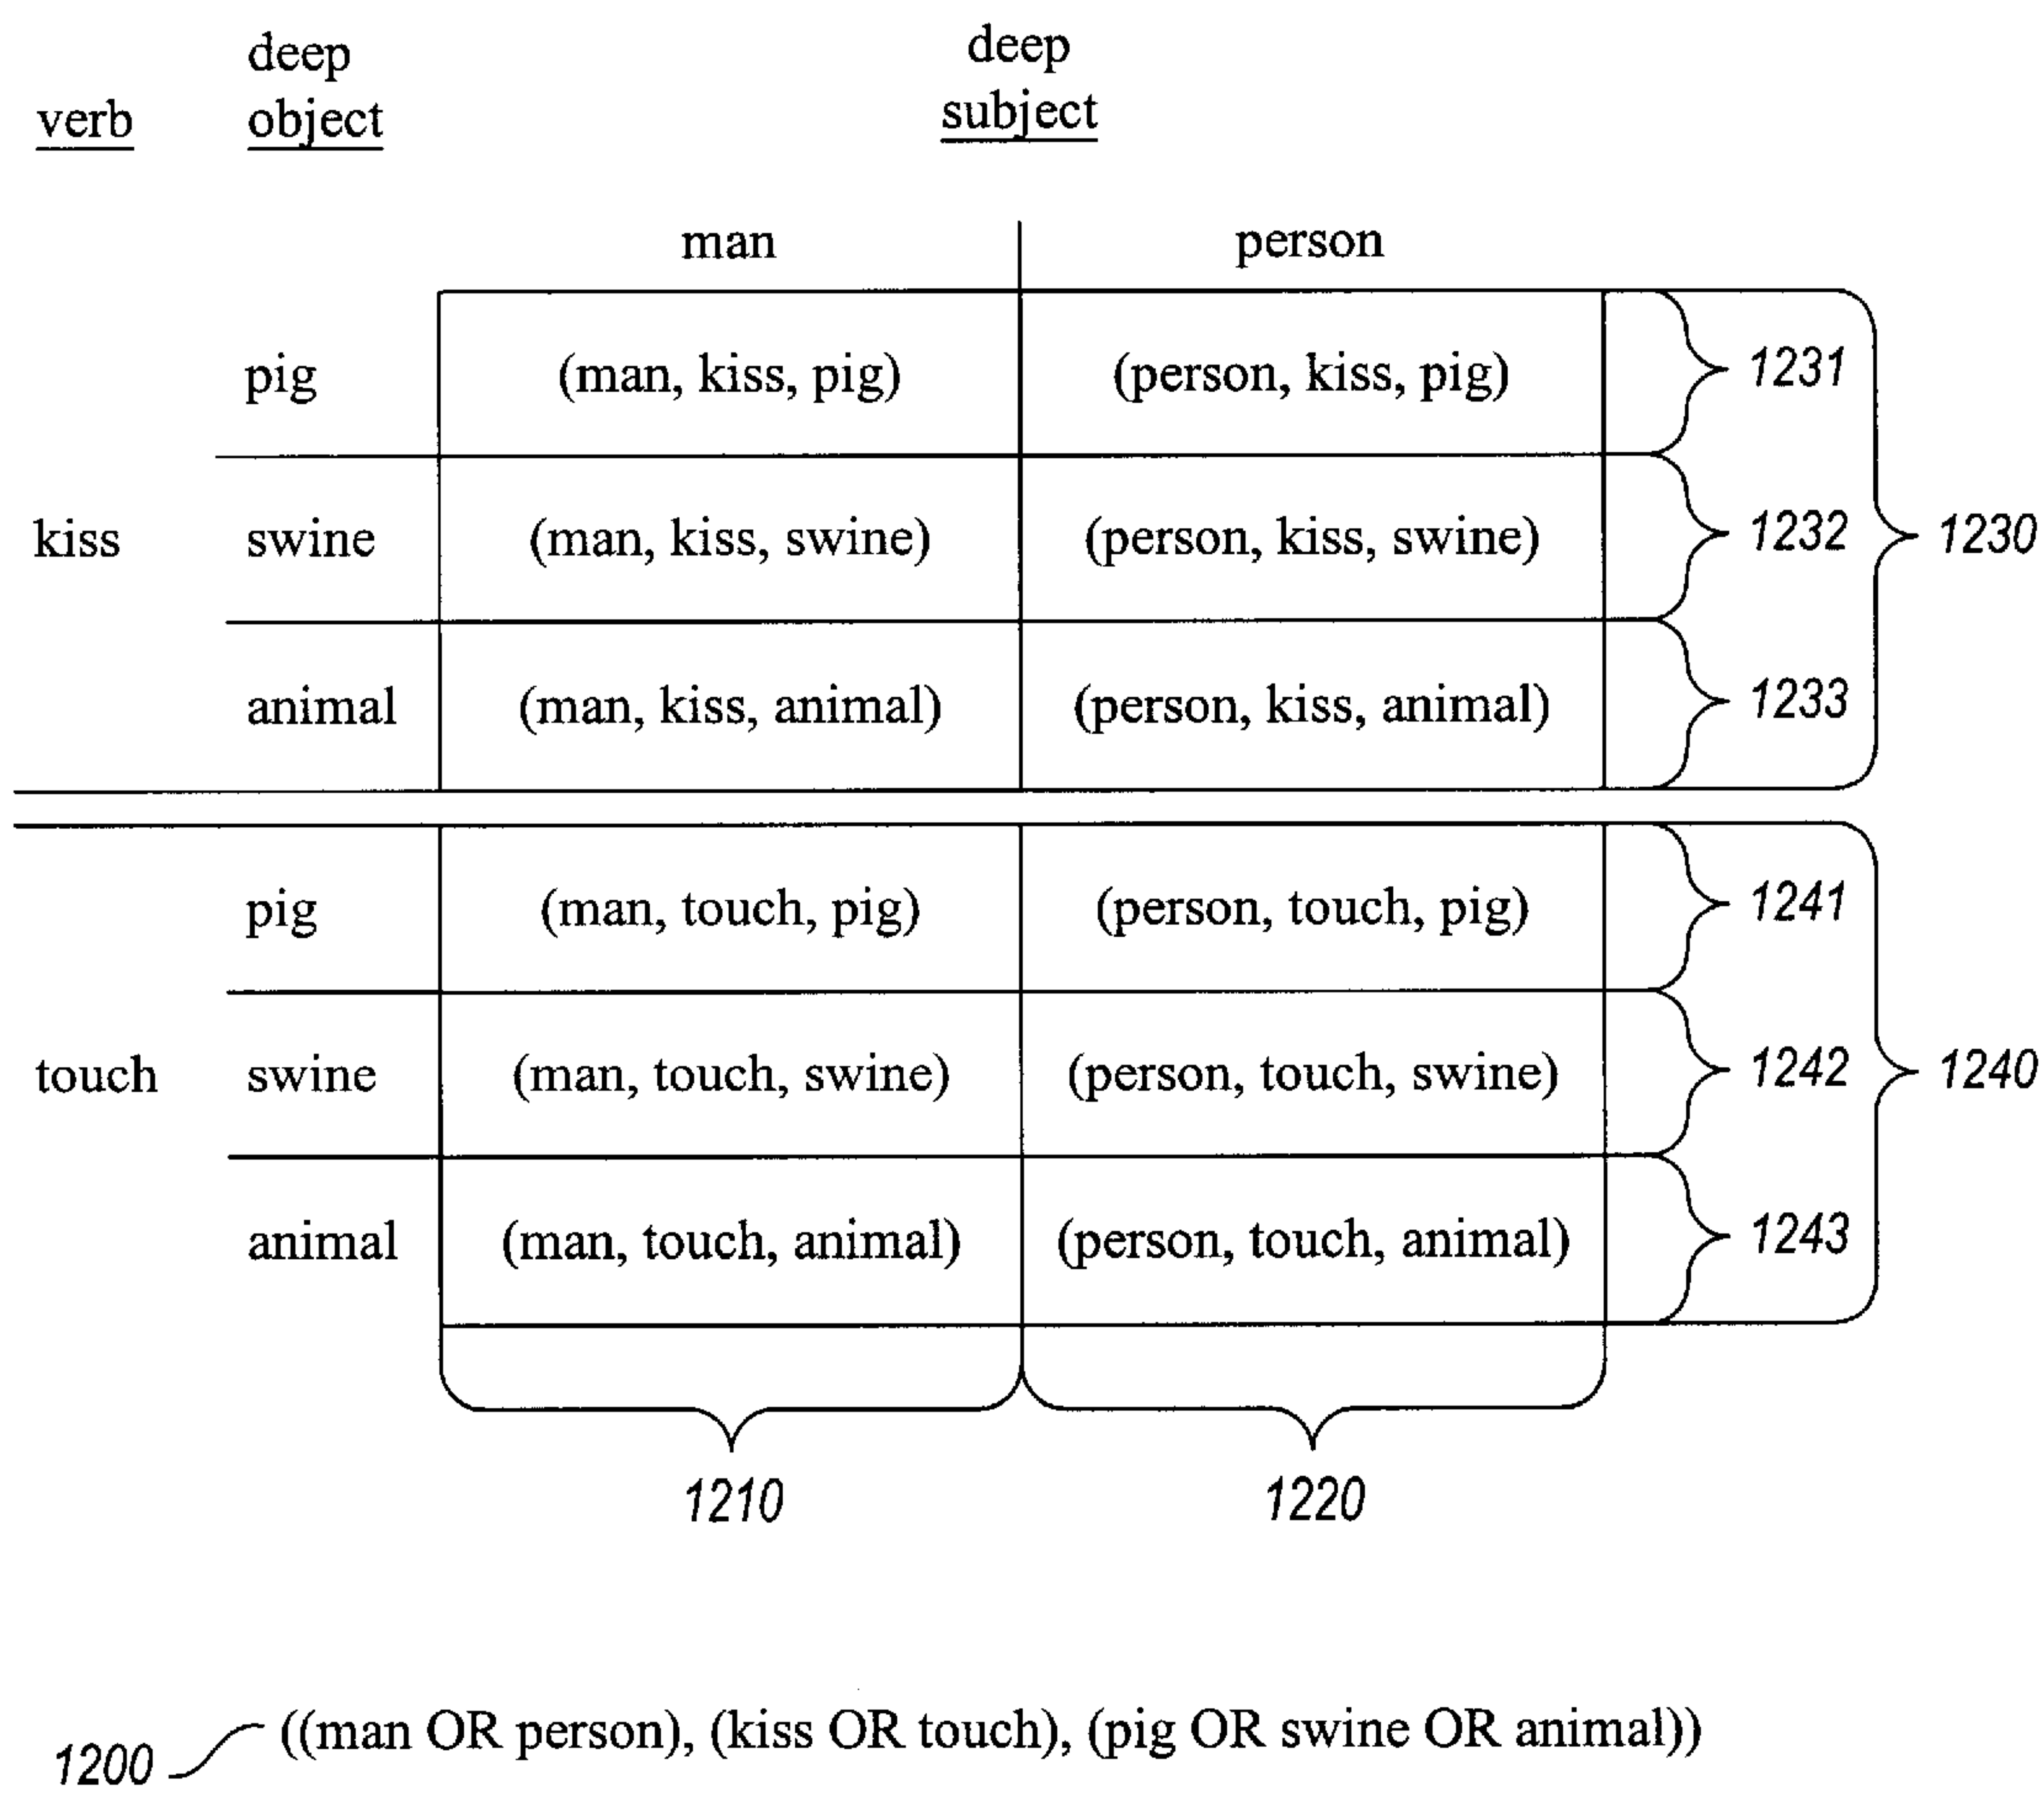 deep deep
verb object subject
man person
pig (man, kiss, pig) (person, kiss, pig) 1231
kiss swine (man, kiss, swine) (person, kiss, swine) 1232 1230
animal (man, kiss, animal) (person, kiss, animal) 1233
pig (man, touch, pig) (person, touch, pig) 1241
touch swine (man, touch, swine) (person, touch, swine) 1242 1240
animal (man, touch, animal) (person, touch, animal) 1243
1210 1220
1200 ((man OR person), (kiss OR touch), (pig OR swine OR animal))